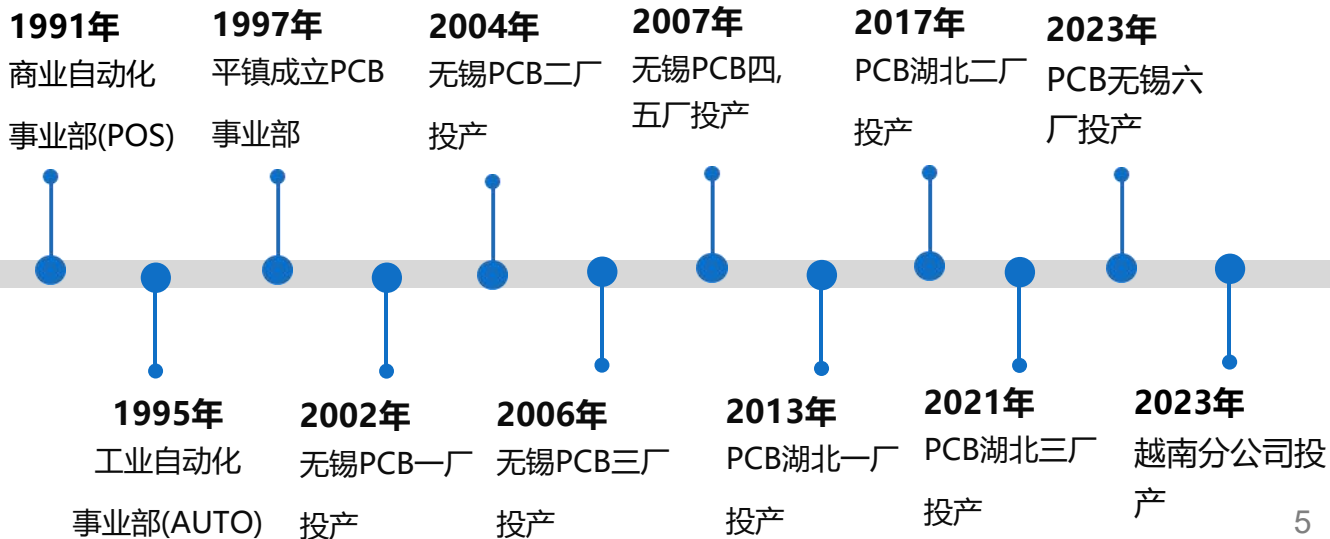 1991年
商业自动化
事业部(POS)
1997年
平镇成立PCB
事业部
2004年
无锡PCB二厂
投产
2007年
无锡PCB四,
五厂投产
2017年
PCB湖北二厂
投产
2023年
PCB无锡六
厂投产
1995年
工业自动化
事业部(AUTO)
2002年
无锡PCB一厂
投产
2006年
无锡PCB三厂
投产
2013年
PCB湖北一厂
投产
2021年
PCB湖北三厂
投产
2023年
越南分公司投
产
5